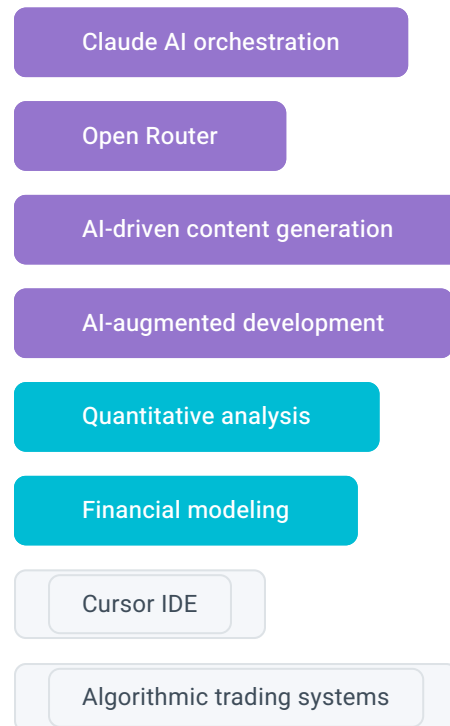 Claude AI orchestration
Open Router
AI-driven content generation
AI-augmented development
Quantitative analysis
Financial modeling
Cursor IDE
Algorithmic trading systems